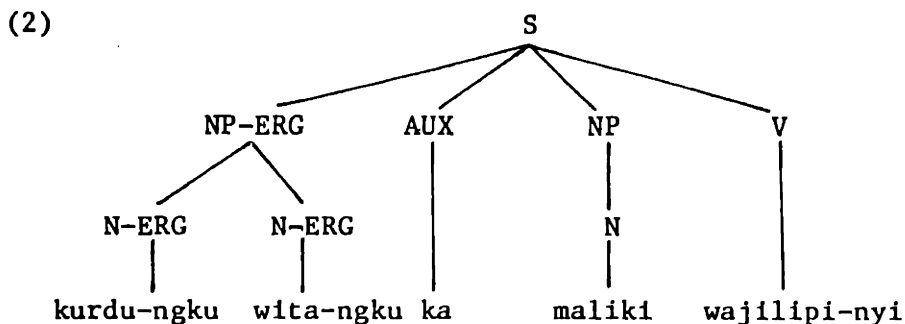 (2) S
NP-ERG AUX NP V
N-ERG N-ERG N
kurdu-ngku wita-ngku ka maliki wajilipi-nyi